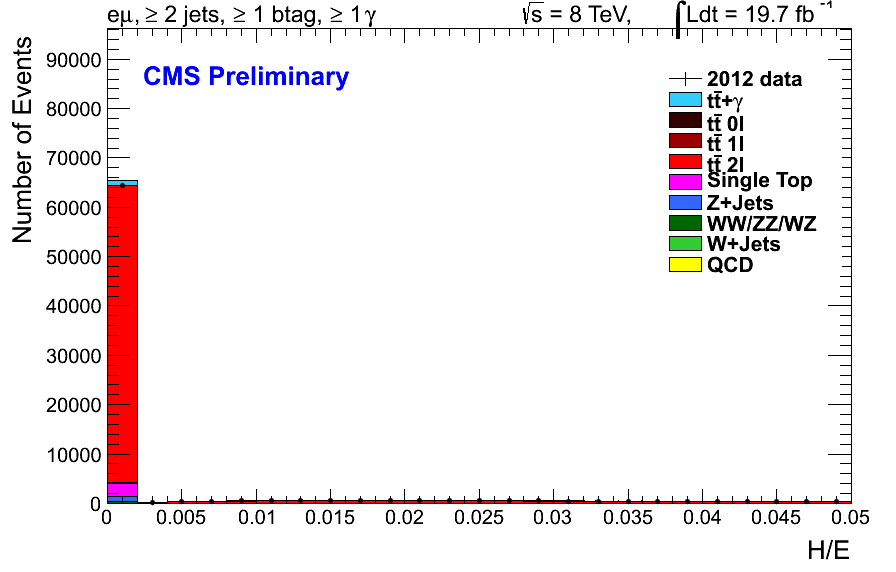 eμ, ≥ 2 jets, ≥ 1 btag, ≥ 1 γ
√s = 8 TeV, ∫Ldt = 19.7 fb⁻¹
CMS Preliminary
Number of Events
90000
80000
70000
60000
50000
40000
30000
20000
10000
0
2012 data
tt̄+γ
tt̄ 0l
tt̄ 1l
tt̄ 2l
Single Top
Z+Jets
WW/ZZ/WZ
W+Jets
QCD
0 0.005 0.01 0.015 0.02 0.025 0.03 0.035 0.04 0.045 0.05
H/E